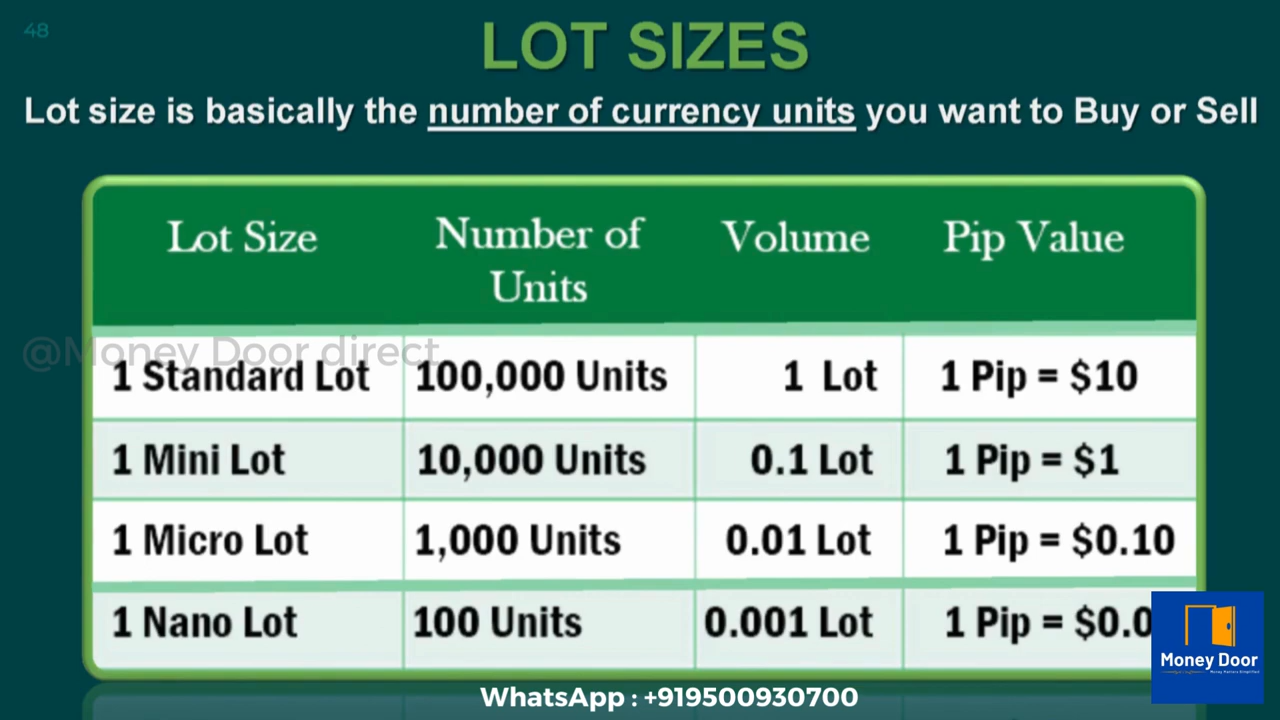 48
LOT SIZES
Lot size is basically the number of currency units you want to Buy or Sell
Lot Size Number of Units Volume Pip Value
@Money Door direct
1 Standard Lot 100,000 Units 1 Lot 1 Pip = $10
1 Mini Lot 10,000 Units 0.1 Lot 1 Pip = $1
1 Micro Lot 1,000 Units 0.01 Lot 1 Pip = $0.10
1 Nano Lot 100 Units 0.001 Lot 1 Pip = $0.0
Money Door
WhatsApp : +919500930700